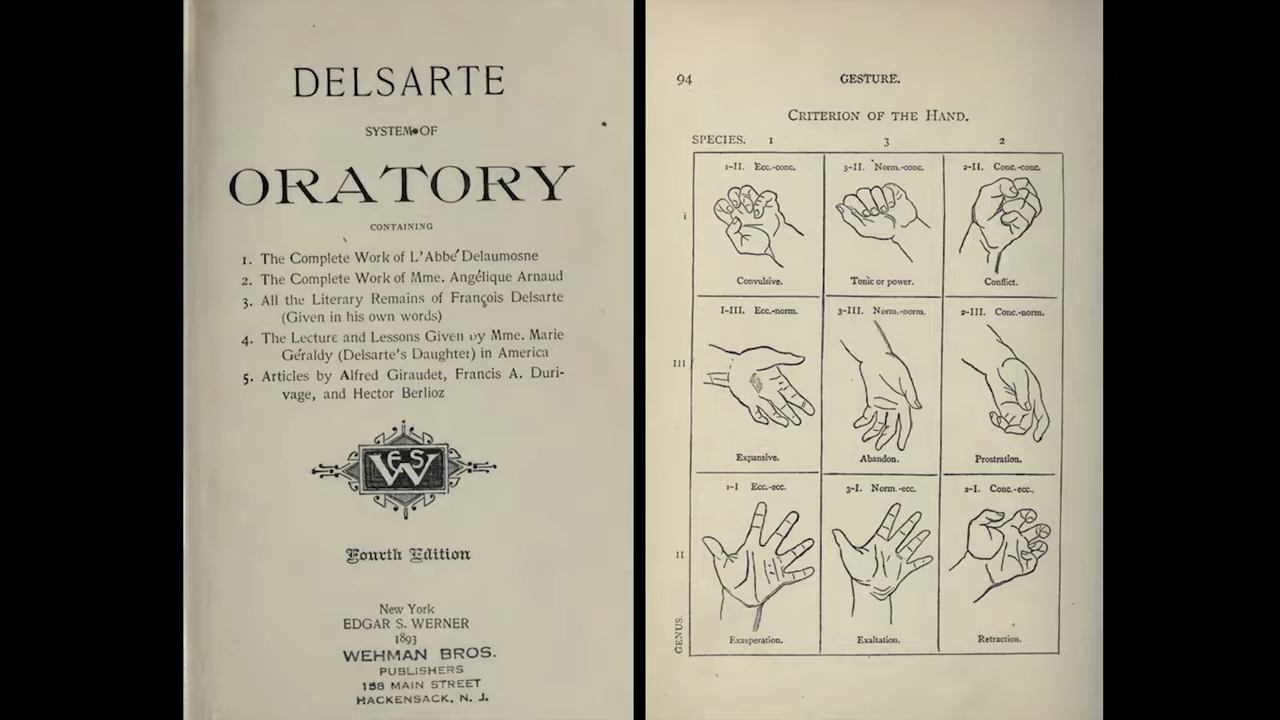 DELSARTE
SYSTEM OF
ORATORY
CONTAINING
1. The Complete Work of L'Abbé Delaumosne
2. The Complete Work of Mme. Angélique Arnaud
3. All the Literary Remains of François Delsarte
(Given in his own words)
4. The Lecture and Lessons Given by Mme. Marie
Géraldy (Delsarte's Daughter) in America
5. Articles by Alfred Giraudet, Francis A. Duri-
vage, and Hector Berlioz
E S W
Fourth Edition
New York
EDGAR S. WERNER
1893
WEHMAN BROS.
PUBLISHERS
158 MAIN STREET
HACKENSACK, N. J.
94 GESTURE.
CRITERION OF THE HAND.
SPECIES. 1 3 2
1-II. Ecc.-conc. 3-II. Norm.-conc. 2-II. Conc.-conc.
I
Convulsive. Tonic or power. Conflict.
1-III. Ecc.-norm. 3-III. Norm.-norm. 2-III. Conc.-norm.
III
Expansive. Abandon. Prostration.
1-I Ecc.-ecc. 3-I. Norm.-ecc. 2-I. Conc.-ecc.
II
Exasperation. Exaltation. Retraction.
GENUS